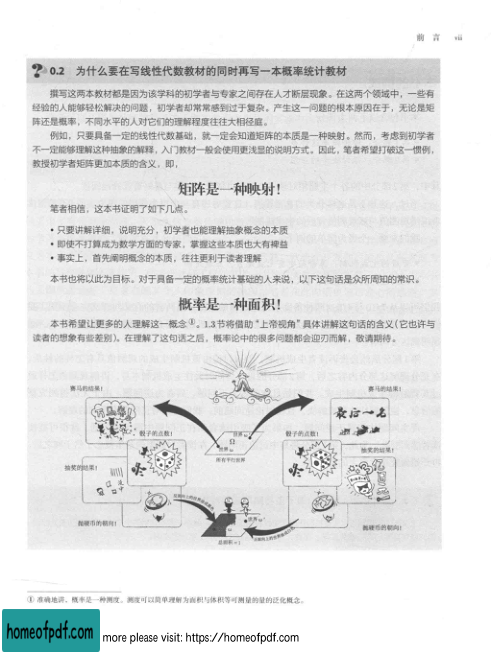 前 言 vii
0.2 为什么要在写线性代数教材的同时再写一本概率统计教材
撰写这两本教材都是因为该学科的初学者与专家之间存在人才断层现象。在这两个领域中，一些有
经验的人能够轻松解决的问题，初学者却常常感到过于复杂。产生这一问题的根本原因在于，无论是矩
阵还是概率，不同水平的人对它们的理解程度往往大相径庭。
例如，只要具备一定的线性代数基础，就一定会知道矩阵的本质是一种映射。然而，考虑到初学者
不一定能够理解这种抽象的解释，入门教材一般会使用更浅显的说明方式。因此，笔者希望打破这一惯例，
教授初学者矩阵更加本质的含义，即，
矩阵是一种映射！
笔者相信，这本书证明了如下几点。
• 只要讲解详细，说明充分，初学者也能理解抽象概念的本质
• 即使不打算成为数学方面的专家，掌握这些本质也大有裨益
• 事实上，首先阐明概念的本质，往往更利于读者理解
本书也将以此为目标。对于具备一定的概率统计基础的人来说，以下这句话是众所周知的常识。
概率是一种面积！
本书希望让更多的人理解这一概念①。1.3节将借助“上帝视角”具体讲解这句话的含义（它也许与
读者的想象有些差别）。在理解了这句话之后，概率论中的很多问题都会迎刃而解，敬请期待。
赛马的结果！
赛马的结果！
骰子的点数！
骰子的点数！
世界
Ω
世界
所有平行世界
抽奖的结果！
抽奖的结果！
世界
抛硬币的朝向！
抛硬币的朝向！
总面积=1
① 准确地讲，概率是一种测度。测度可以简单理解为面积与体积等可测量的量的泛化概念。
homeofpdf.com
more please visit: https://homeofpdf.com